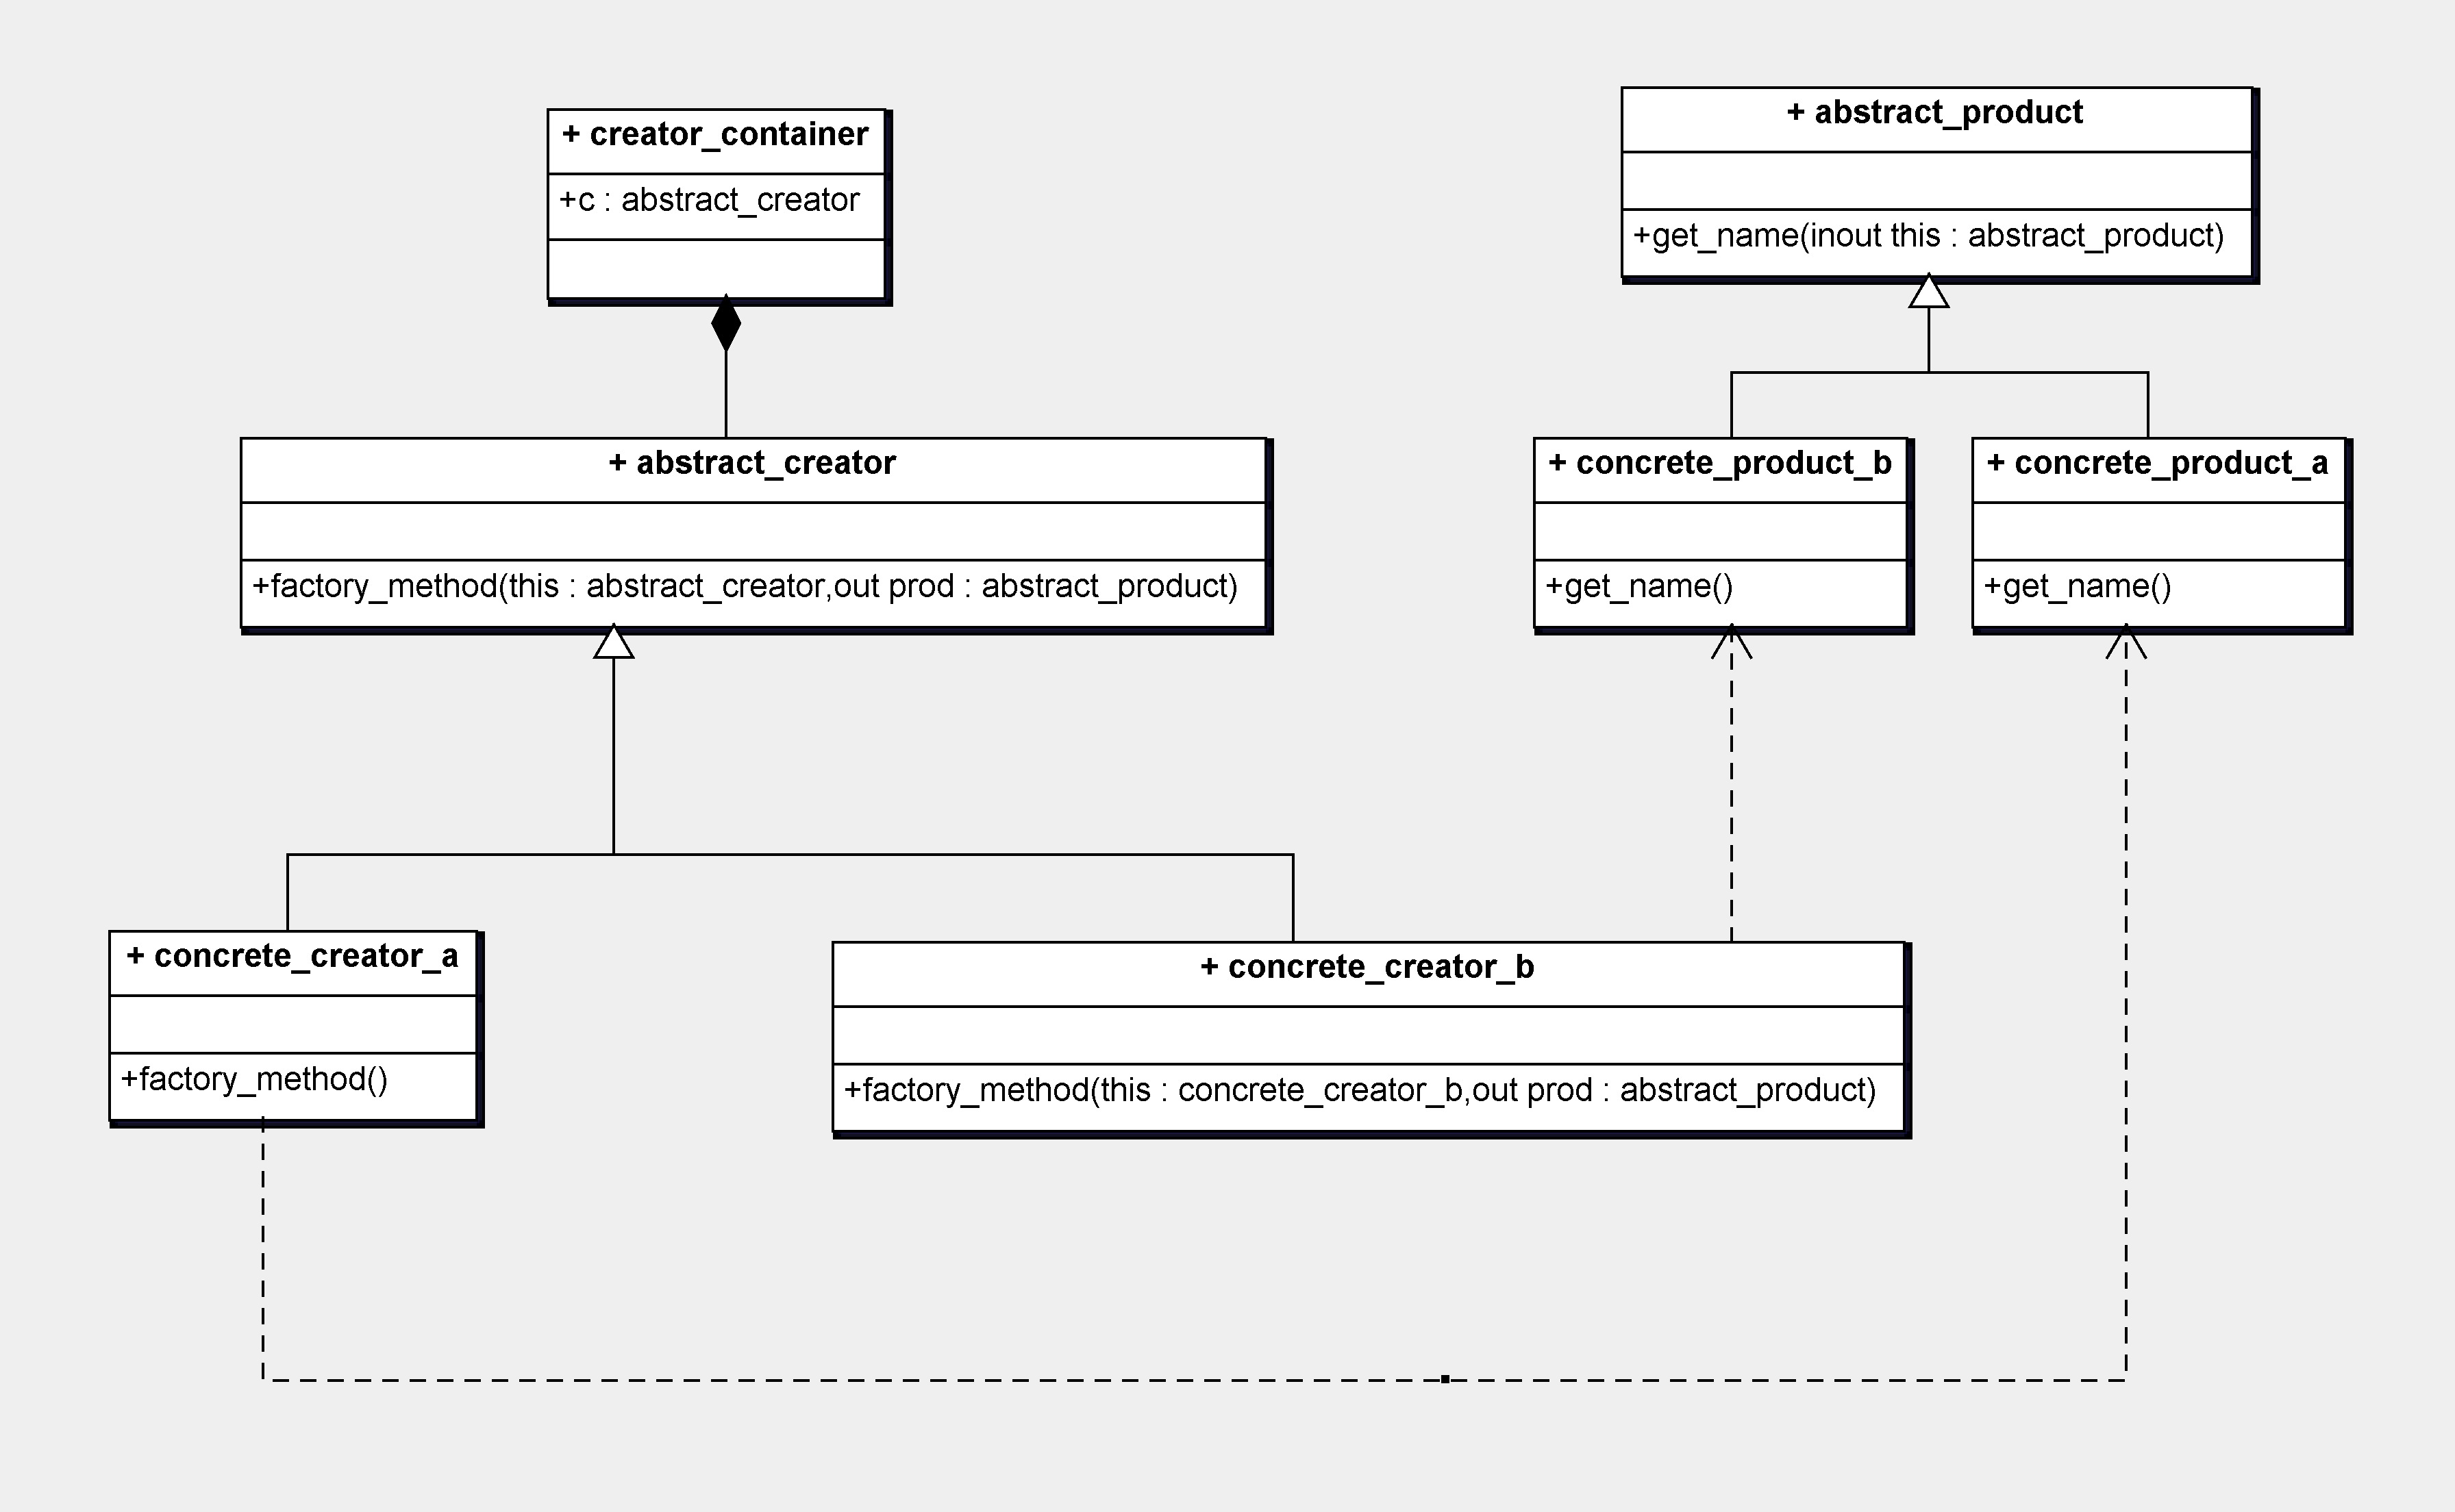 + creator_container
+c : abstract_creator
+ abstract_product
+get_name(inout this : abstract_product)
+ abstract_creator
+factory_method(this : abstract_creator,out prod : abstract_product)
+ concrete_product_b
+get_name()
+ concrete_product_a
+get_name()
+ concrete_creator_a
+factory_method()
+ concrete_creator_b
+factory_method(this : concrete_creator_b,out prod : abstract_product)